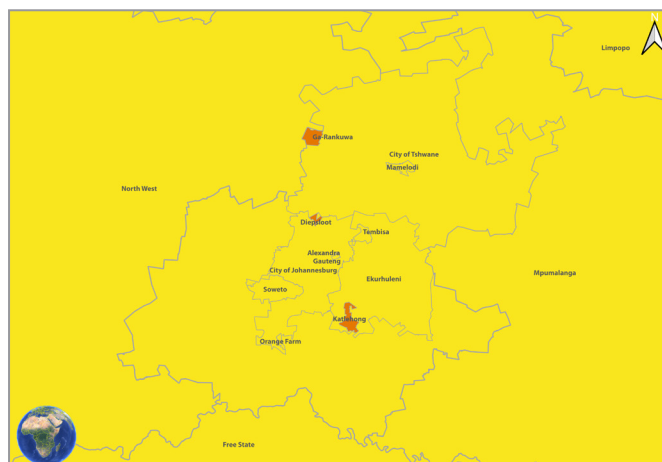 Limpopo
Ga-Rankuwa
City of Tshwane
Mamelodi
North West
Diepsloot
Tembisa
Alexandra
Gauteng
City of Johannesburg
Mpumalanga
Ekurhuleni
Soweto
Katlehong
Orange Farm
Free State